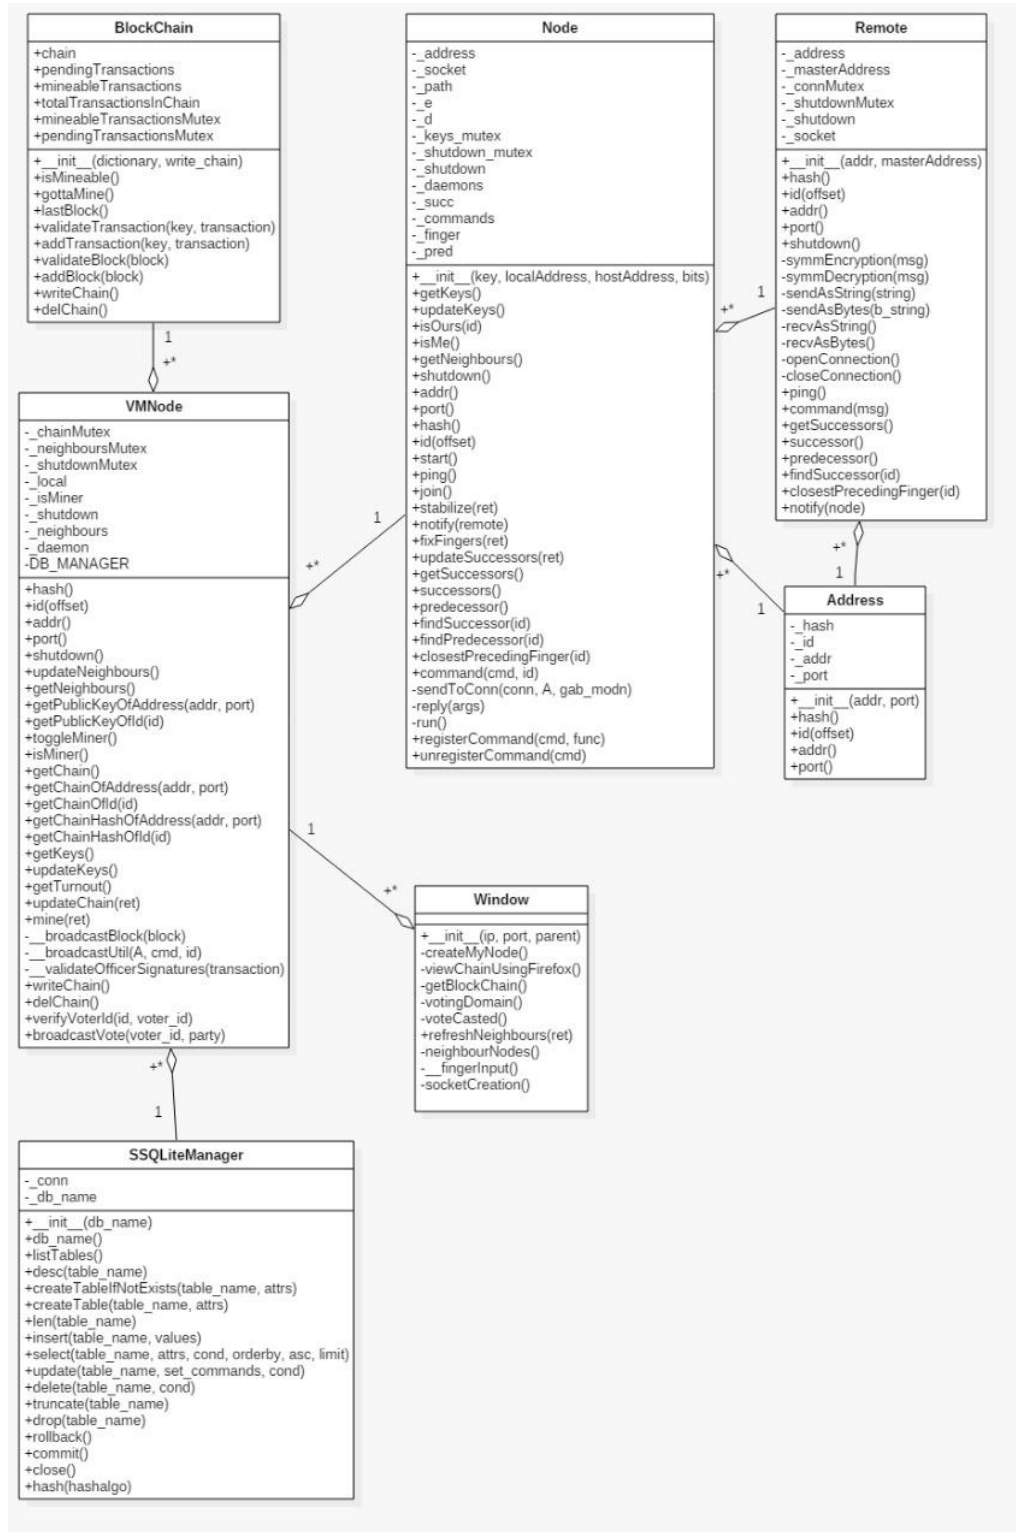 BlockChain
+chain
+pendingTransactions
+mineableTransactions
+totalTransactionsInChain
+mineableTransactionsMutex
+pendingTransactionsMutex
+__init__(dictionary, write_chain)
+isMineable()
+gottaMine()
+lastBlock()
+validateTransaction(key, transaction)
+addTransaction(key, transaction)
+validateBlock(block)
+addBlock(block)
+writeChain()
+delChain()
1
+*
VMNode
-_chainMutex
-_neighboursMutex
-_shutdownMutex
-_local
-_isMiner
-_shutdown
-_neighbours
-_daemon
-DB_MANAGER
+hash()
+id(offset)
+addr()
+port()
+shutdown()
+updateNeighbours()
+getNeighbours()
+getPublicKeyOfAddress(addr, port)
+getPublicKeyOfId(id)
+toggleMiner()
+isMiner()
+getChain()
+getChainOfAddress(addr, port)
+getChainOfId(id)
+getChainHashOfAddress(addr, port)
+getChainHashOfId(id)
+getKeys()
+updateKeys()
+getTurnout()
+updateChain(ret)
+mine(ret)
-__broadcastBlock(block)
-__broadcastUtil(A, cmd, id)
-__validateOfficerSignatures(transaction)
+writeChain()
+delChain()
+verifyVoterId(id, voter_id)
+broadcastVote(voter_id, party)
+*
1
SSQLiteManager
-_conn
-_db_name
+__init__(db_name)
+db_name()
+listTables()
+desc(table_name)
+createTableIfNotExists(table_name, attrs)
+createTable(table_name, attrs)
+len(table_name)
+insert(table_name, values)
+select(table_name, attrs, cond, orderby, asc, limit)
+update(table_name, set_commands, cond)
+delete(table_name, cond)
+truncate(table_name)
+drop(table_name)
+rollback()
+commit()
+close()
+hash(hashalgo)
Node
-_address
-_socket
-_path
-_e
-_d
-_keys_mutex
-_shutdown_mutex
-_shutdown
-_daemons
-_succ
-_commands
-_finger
-_pred
+__init__(key, localAddress, hostAddress, bits)
+getKeys()
+updateKeys()
+isOurs(id)
+isMe()
+getNeighbours()
+shutdown()
+addr()
+port()
+hash()
+id(offset)
+start()
+ping()
+join()
+stabilize(ret)
+notify(remote)
+fixFingers(ret)
+updateSuccessors(ret)
+getSuccessors()
+successors()
+predecessor()
+findSuccessor(id)
+findPredecessor(id)
+closestPrecedingFinger(id)
+command(cmd, id)
-sendToConn(conn, A, gab_modn)
-reply(args)
-run()
+registerCommand(cmd, func)
+unregisterCommand(cmd)
1
+*
1
+*
Window
+__init__(ip, port, parent)
-createMyNode()
-viewChainUsingFirefox()
-getBlockChain()
-votingDomain()
-voteCasted()
+refreshNeighbours(ret)
-neighbourNodes()
-__fingerInput()
-socketCreation()
Remote
-_address
-_masterAddress
-_connMutex
-_shutdownMutex
-_shutdown
-_socket
+__init__(addr, masterAddress)
+hash()
+id(offset)
+addr()
+port()
+shutdown()
-symmEncryption(msg)
-symmDecryption(msg)
-sendAsString(string)
-sendAsBytes(b_string)
-recvAsString()
-recvAsBytes()
-openConnection()
-closeConnection()
+ping()
+command(msg)
+getSuccessors()
+successor()
+predecessor()
+findSuccessor(id)
+closestPrecedingFinger(id)
+notify(node)
1
+*
+*
1
+*
1
Address
-_hash
-_id
-_addr
-_port
+__init__(addr, port)
+hash()
+id(offset)
+addr()
+port()